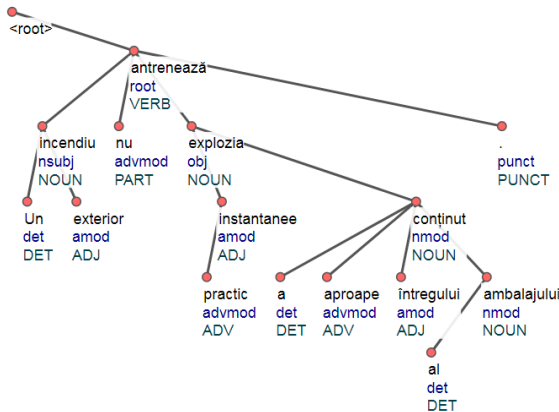 <root>
antrenează
root
VERB
incendiu nu explozia .
nsubj advmod obj punct
NOUN PART NOUN PUNCT
Un exterior instantanee conținut
det amod amod nmod
DET ADJ ADJ NOUN
practic a aproape întregului ambalajului
advmod det advmod amod nmod
ADV DET ADV ADJ NOUN
al
det
DET